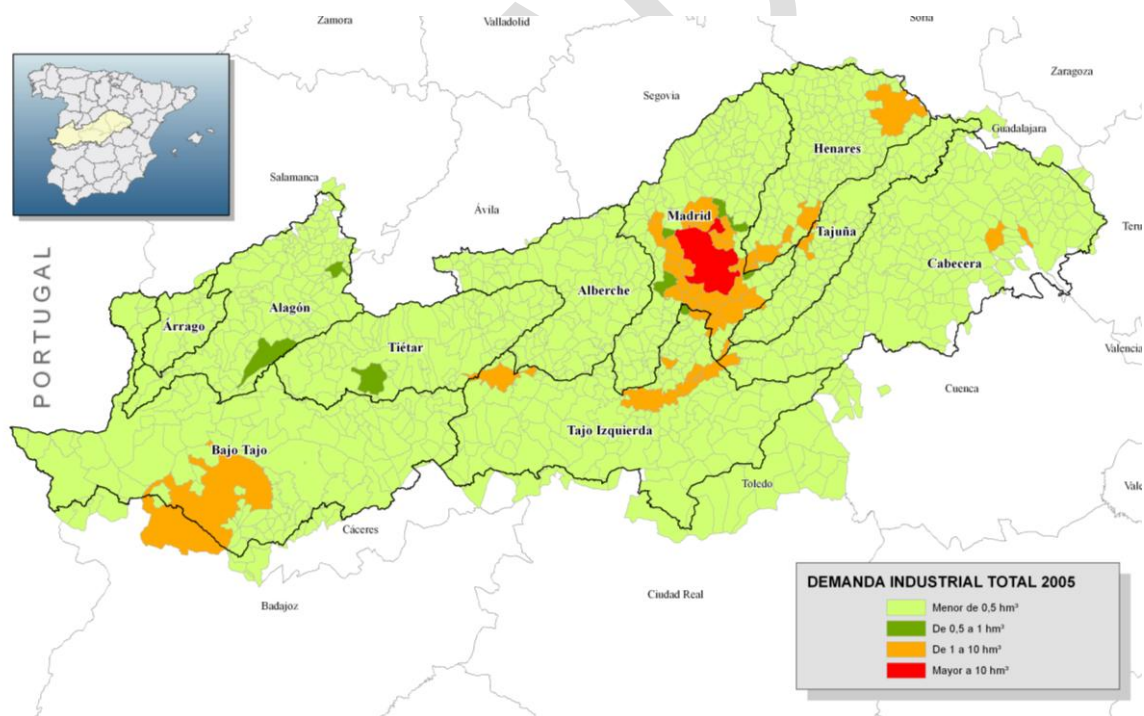 Zamora
Valladolid
Soria
Zaragoza
Segovia
Guadalajara
Henares
Salamanca
Ávila
Madrid
Tajuña
Teru
Cabecera
PORTUGAL
Alberche
Alagón
Árrago
Tiétar
Valencia
Cuenca
Tajo Izquierda
Bajo Tajo
Toledo
Vale
Cáceres
Ciudad Real
Badajoz
DEMANDA INDUSTRIAL TOTAL 2005
Menor de 0,5 hm³
De 0,5 a 1 hm³
De 1 a 10 hm³
Mayor a 10 hm³